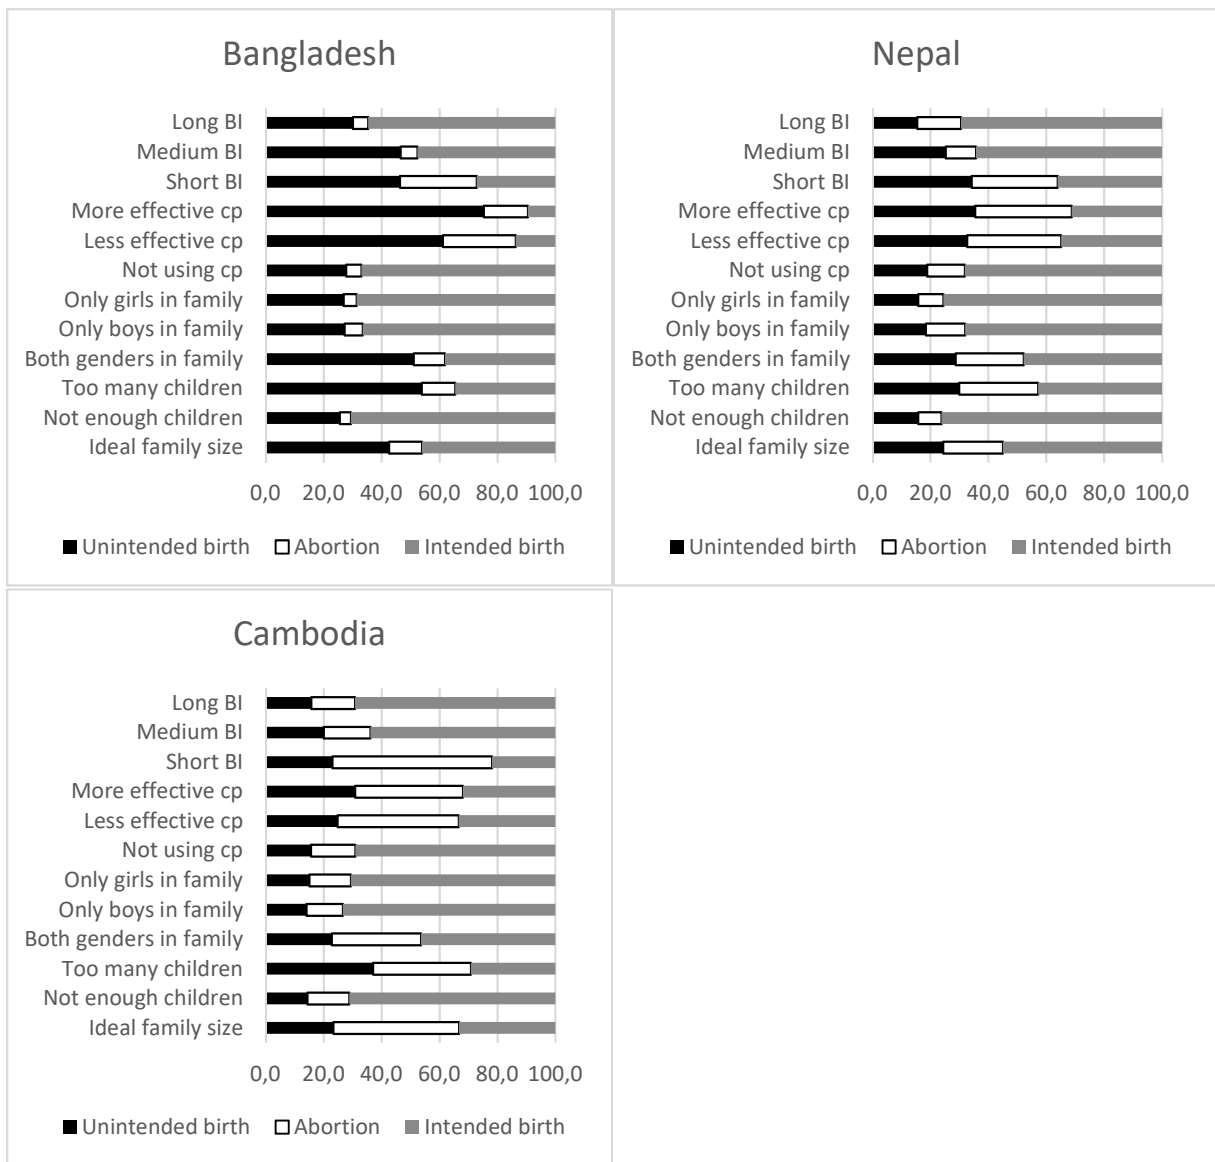 Bangladesh
Long BI
Medium BI
Short BI
More effective cp
Less effective cp
Not using cp
Only girls in family
Only boys in family
Both genders in family
Too many children
Not enough children
Ideal family size
0,0 20,0 40,0 60,0 80,0 100,0
Unintended birth Abortion Intended birth
Nepal
Long BI
Medium BI
Short BI
More effective cp
Less effective cp
Not using cp
Only girls in family
Only boys in family
Both genders in family
Too many children
Not enough children
Ideal family size
0,0 20,0 40,0 60,0 80,0 100,0
Unintended birth Abortion Intended birth
Cambodia
Long BI
Medium BI
Short BI
More effective cp
Less effective cp
Not using cp
Only girls in family
Only boys in family
Both genders in family
Too many children
Not enough children
Ideal family size
0,0 20,0 40,0 60,0 80,0 100,0
Unintended birth Abortion Intended birth